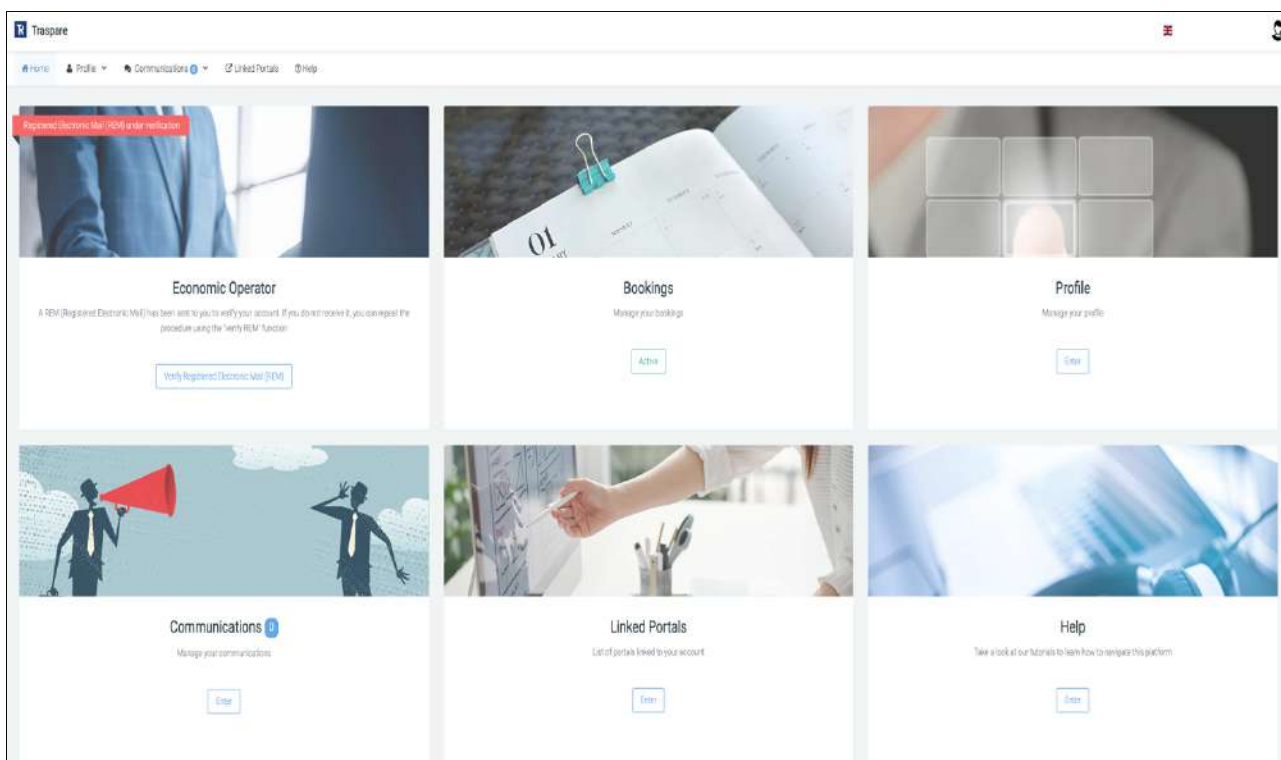 Traspare
Home Profile Communications 0 Linked Portals Help
Registered Electronic Mail (REM) under verification
01
Economic Operator
A REM (Registered Electronic Mail) has been sent to you to verify your account. If you do not receive it, you can repeat the
procedure using the "verify REM" function
Verify Registered Electronic Mail (REM)
Bookings
Manage your bookings
Active
Profile
Manage your profile
Enter
Communications 0
Manage your communications
Enter
Linked Portals
List of portals linked to your account
Enter
Help
Take a look at our tutorials to learn how to navigate this platform
Enter